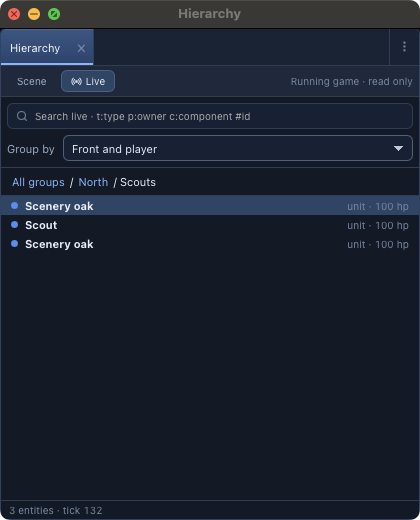 Hierarchy
Hierarchy
Scene Live Running game · read only
Search live · t:type p:owner c:component #id
Group by Front and player
All groups / North / Scouts
Scenery oak unit · 100 hp
Scout unit · 100 hp
Scenery oak unit · 100 hp
3 entities · tick 132